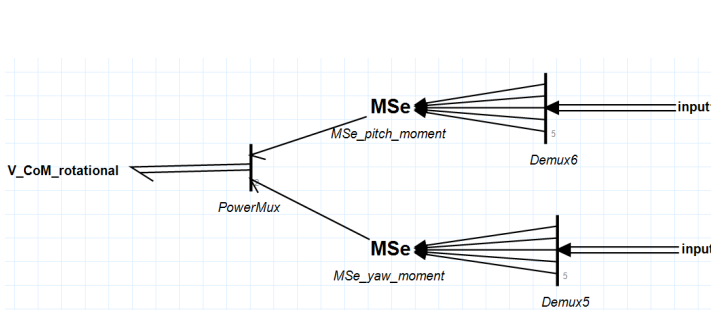 MSe
input
MSe_pitch_moment
5
Demux6
V_CoM_rotational
PowerMux
MSe
input
MSe_yaw_moment
5
Demux5